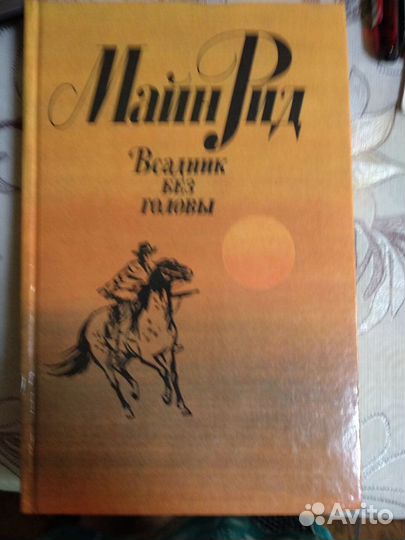 Майн Рид
Всадник
без
головы
Avito